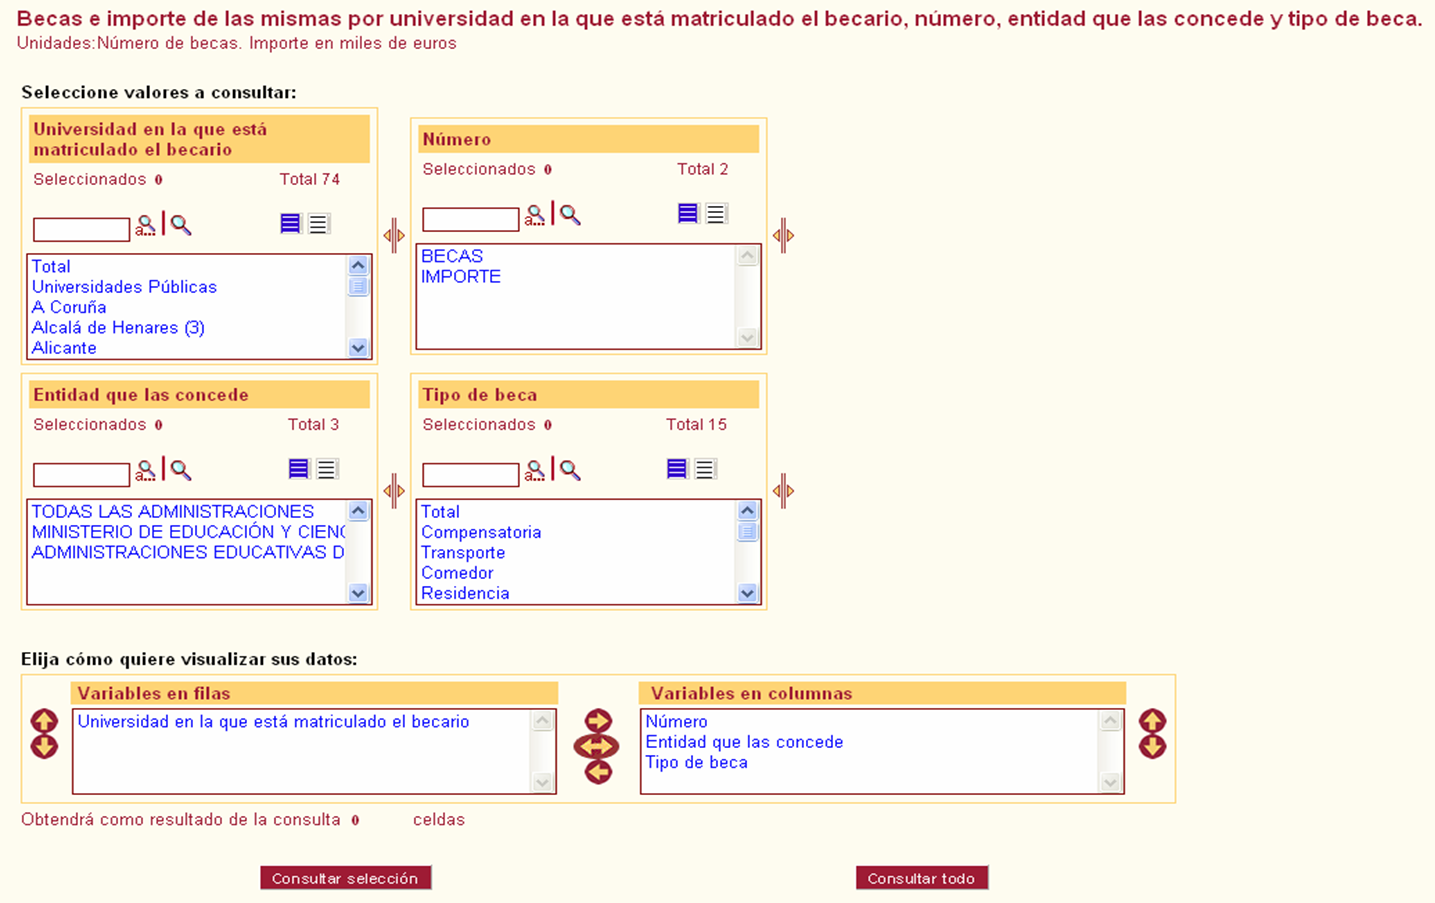 Becas e importe de las mismas por universidad en la que está matriculado el becario, número, entidad que las concede y tipo de beca.
Unidades:Número de becas. Importe en miles de euros
Seleccione valores a consultar:
Universidad en la que está
matriculado el becario
Seleccionados 0 Total 74
a...
Total
Universidades Públicas
A Coruña
Alcalá de Henares (3)
Alicante
Número
Seleccionados 0 Total 2
a...
BECAS
IMPORTE
Entidad que las concede
Seleccionados 0 Total 3
a...
TODAS LAS ADMINISTRACIONES
MINISTERIO DE EDUCACIÓN Y CIENC
ADMINISTRACIONES EDUCATIVAS D
Tipo de beca
Seleccionados 0 Total 15
a...
Total
Compensatoria
Transporte
Comedor
Residencia
Elija cómo quiere visualizar sus datos:
Variables en filas
Universidad en la que está matriculado el becario
Variables en columnas
Número
Entidad que las concede
Tipo de beca
Obtendrá como resultado de la consulta 0 celdas
Consultar selección
Consultar todo